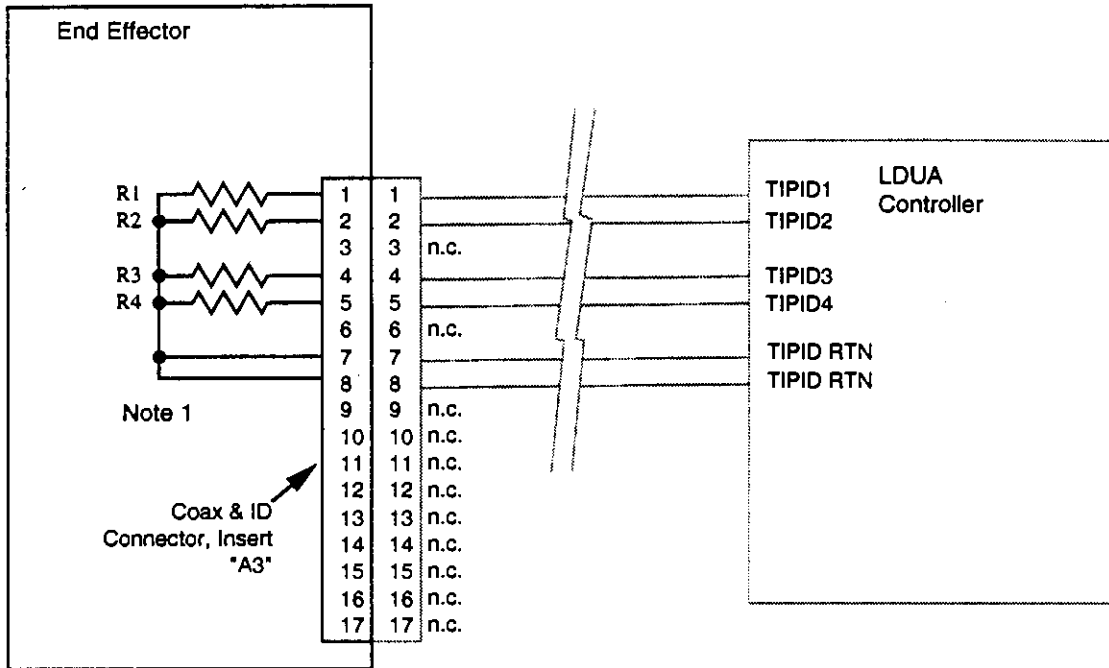 End Effector
LDUA
Controller
R1 1 1 TIPID1
R2 2 2 TIPID2
3 3 n.c.
R3 4 4 TIPID3
R4 5 5 TIPID4
6 6 n.c.
7 7 TIPID RTN
8 8 TIPID RTN
Note 1
9 9 n.c.
10 10 n.c.
11 11 n.c.
12 12 n.c.
13 13 n.c.
14 14 n.c.
15 15 n.c.
16 16 n.c.
17 17 n.c.
Coax & ID
Connector, Insert
"A3"